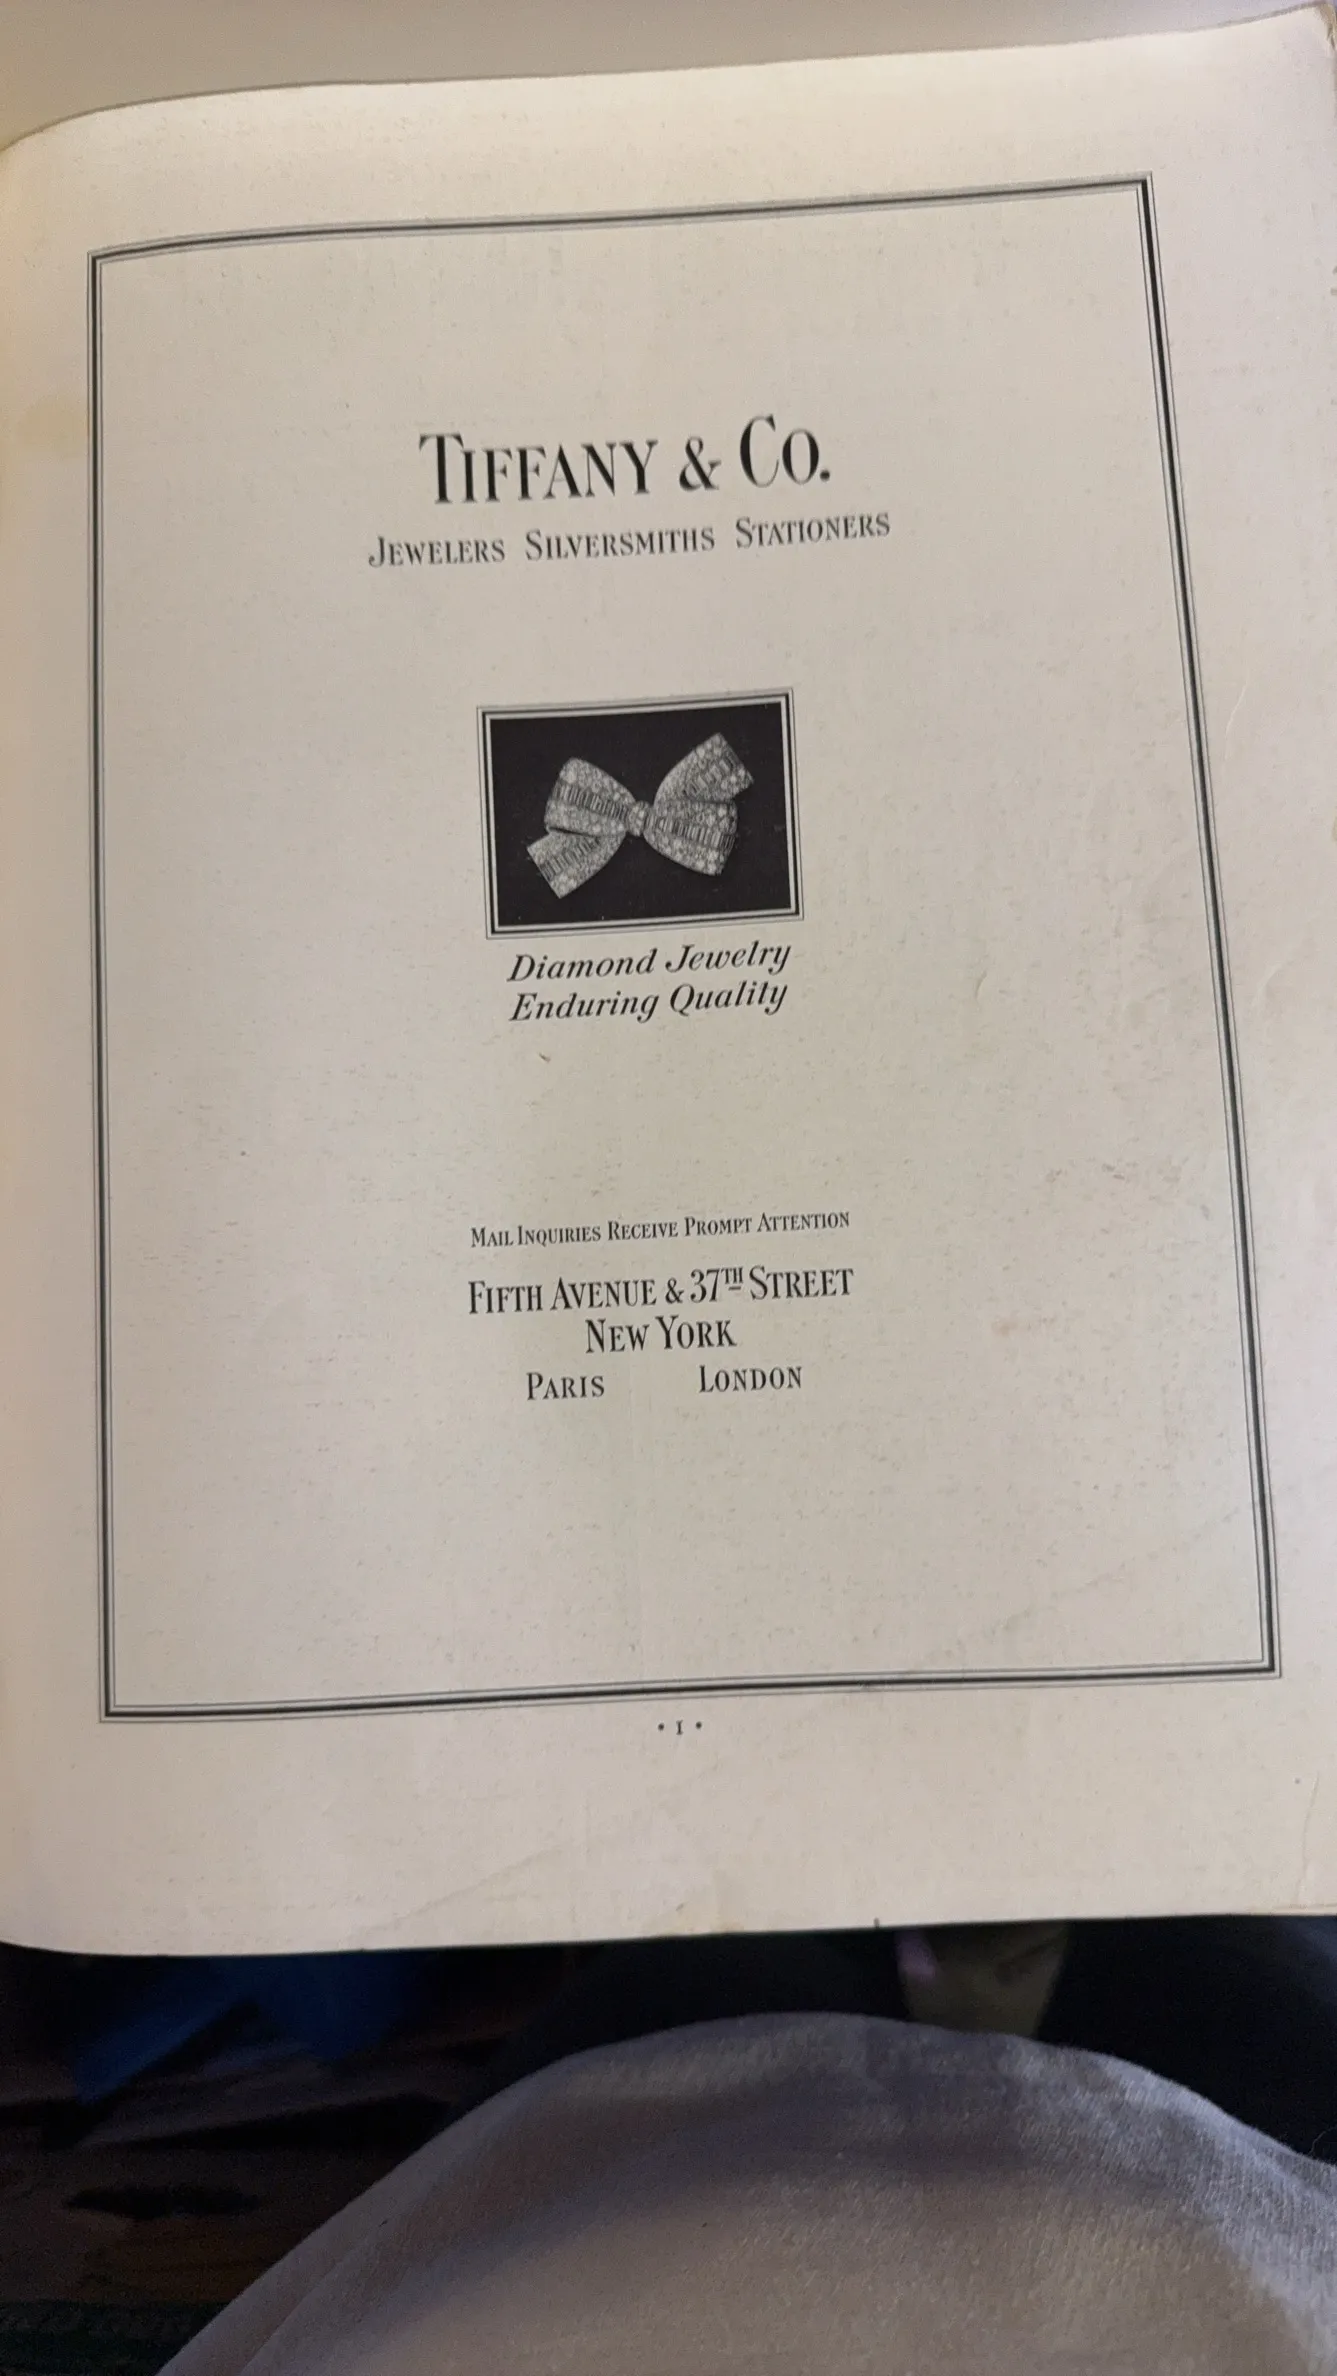 TIFFANY & CO.
JEWELERS SILVERSMITHS STATIONERS
Diamond Jewelry
Enduring Quality
MAIL INQUIRIES RECEIVE PROMPT ATTENTION
FIFTH AVENUE & 37TH STREET
NEW YORK
PARIS LONDON
• I •